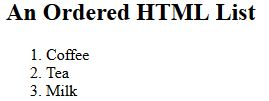 An Ordered HTML List
1. Coffee
2. Tea
3. Milk